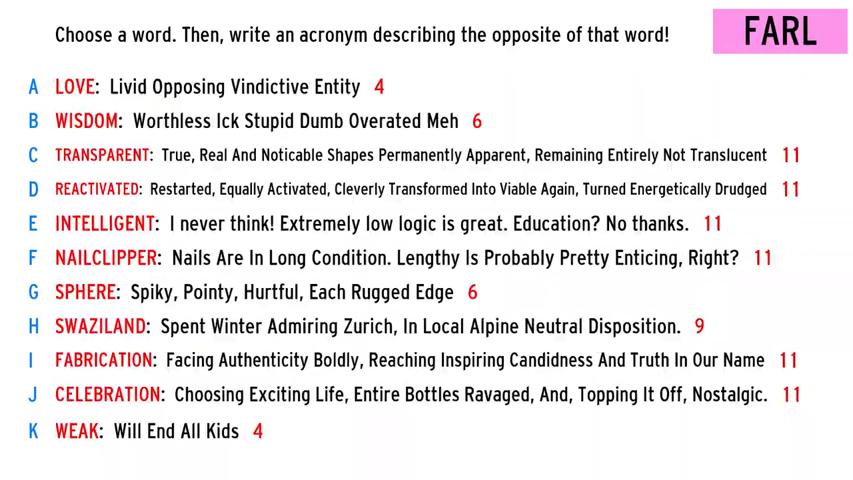 Choose a word. Then, write an acronym describing the opposite of that word!
FARL
A LOVE: Livid Opposing Vindictive Entity 4
B WISDOM: Worthless Ick Stupid Dumb Overated Meh 6
C TRANSPARENT: True, Real And Noticable Shapes Permanently Apparent, Remaining Entirely Not Translucent 11
D REACTIVATED: Restarted, Equally Activated, Cleverly Transformed Into Viable Again, Turned Energetically Drudged 11
E INTELLIGENT: I never think! Extremely low logic is great. Education? No thanks. 11
F NAILCLIPPER: Nails Are In Long Condition. Lengthy Is Probably Pretty Enticing, Right? 11
G SPHERE: Spiky, Pointy, Hurtful, Each Rugged Edge 6
H SWAZILAND: Spent Winter Admiring Zurich, In Local Alpine Neutral Disposition. 9
I FABRICATION: Facing Authenticity Boldly, Reaching Inspiring Candidness And Truth In Our Name 11
J CELEBRATION: Choosing Exciting Life, Entire Bottles Ravaged, And, Topping It Off, Nostalgic. 11
K WEAK: Will End All Kids 4